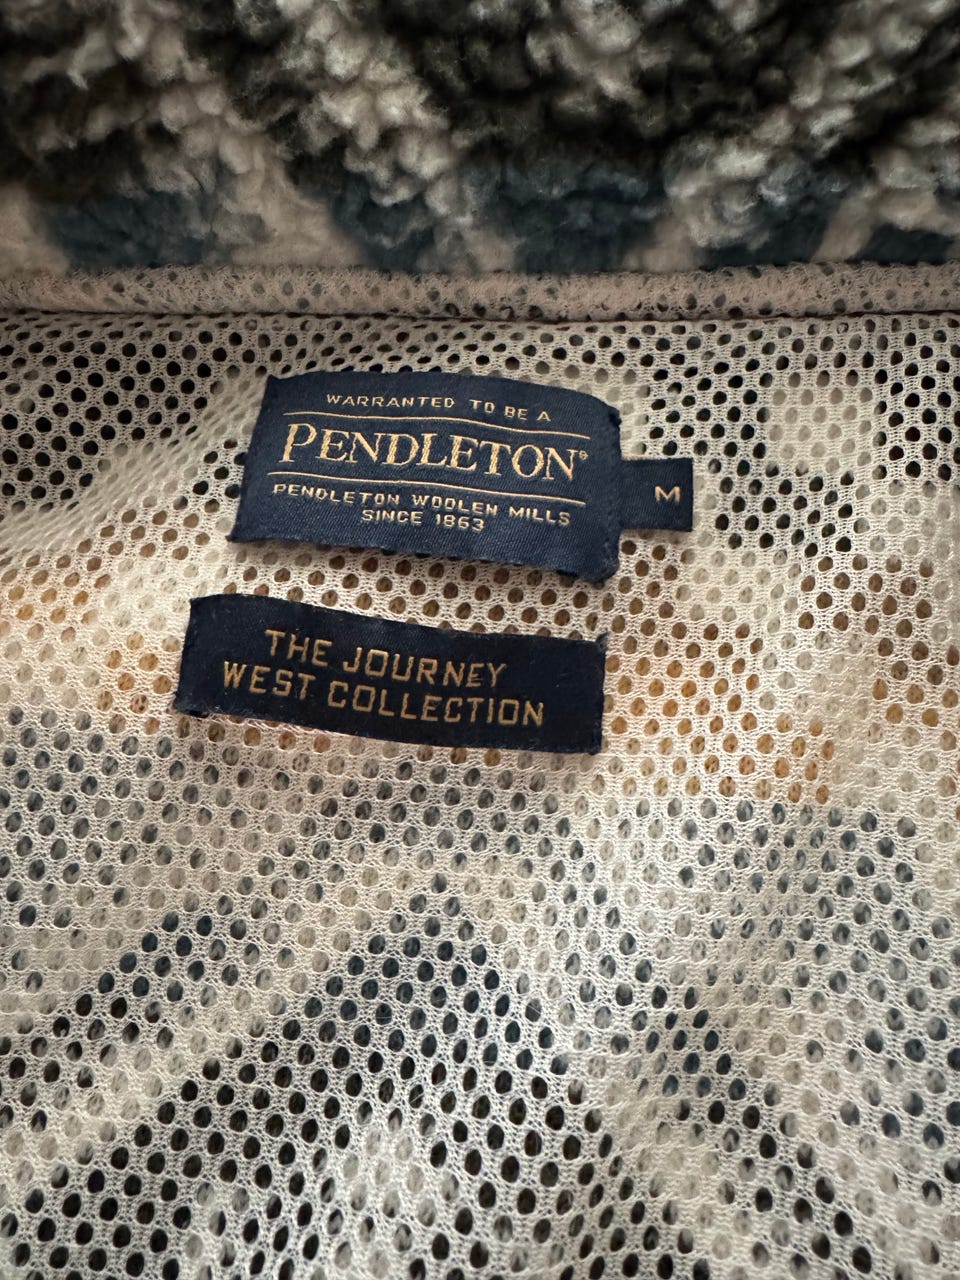 WARRANTED TO BE A
PENDLETON®
PENDLETON WOOLEN MILLS
SINCE 1863
M
THE JOURNEY
WEST COLLECTION